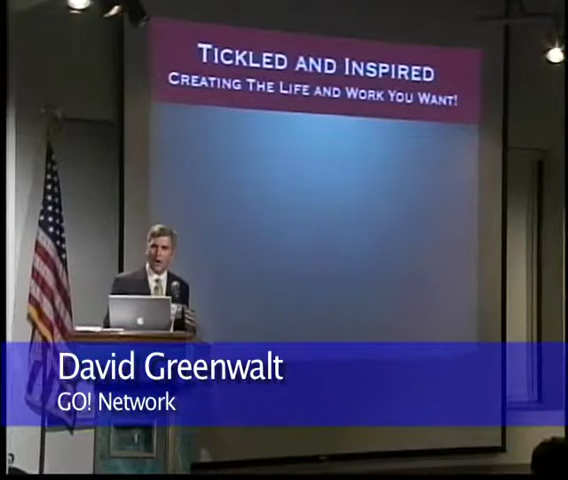 TICKLED AND INSPIRED
CREATING THE LIFE AND WORK YOU WANT!
David Greenwalt
GO! Network